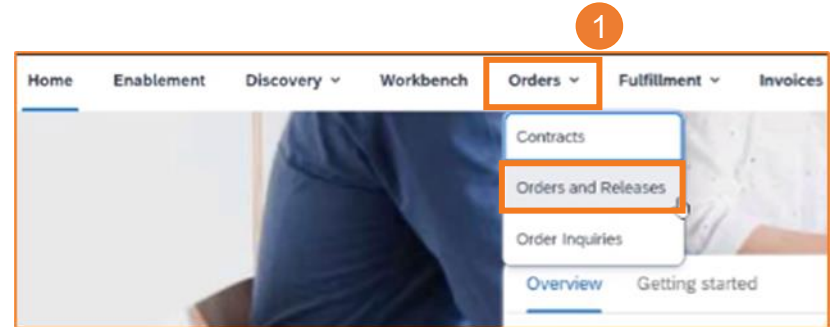 1
Home Enablement Discovery Workbench Orders Fulfillment Invoices
Contracts
Orders and Releases
Order Inquiries
Overview Getting started